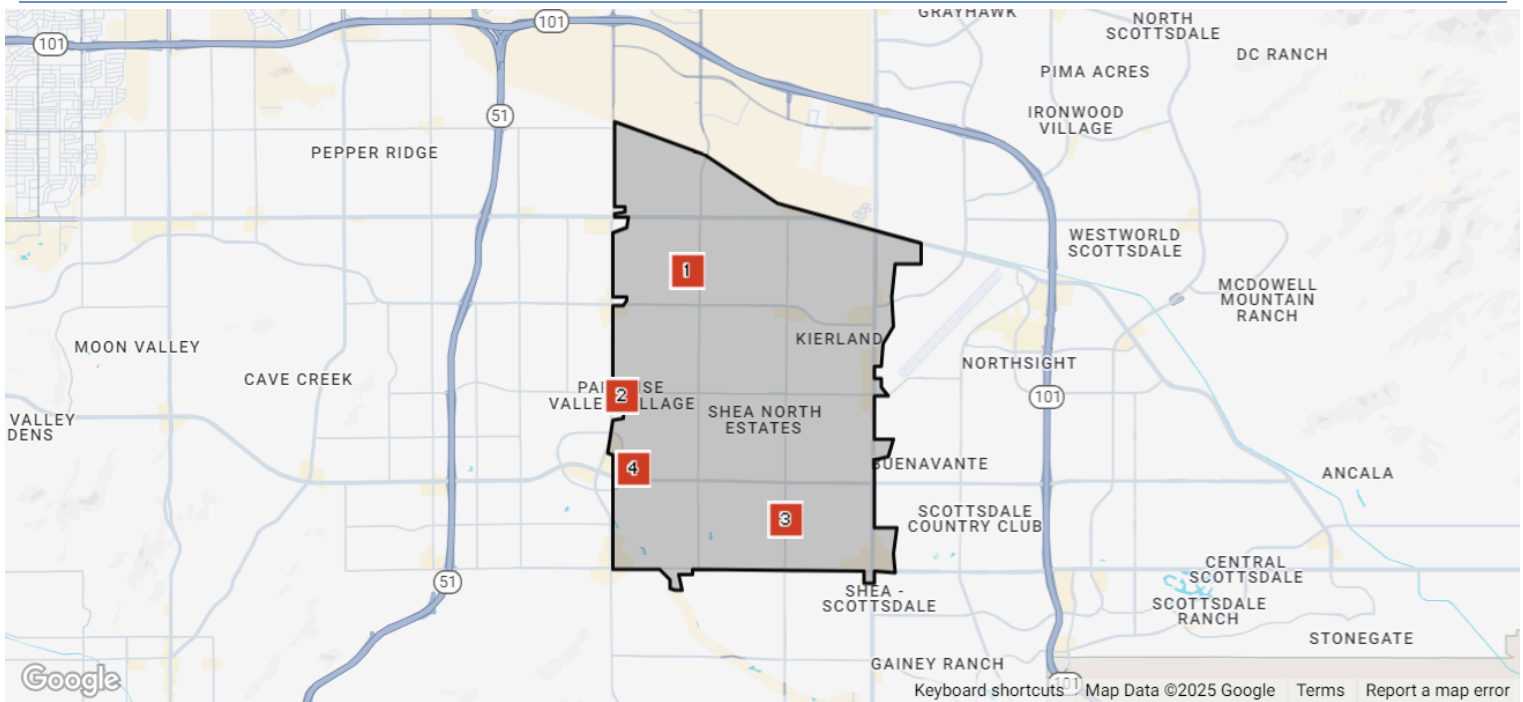 GRAYHAWK
NORTH
SCOTTSDALE
101
101
DC RANCH
PIMA ACRES
51
IRONWOOD
VILLAGE
PEPPER RIDGE
WESTWORLD
SCOTTSDALE
1
MCDOWELL
MOUNTAIN
RANCH
KIERLAND
MOON VALLEY
NORTHSIGHT
CAVE CREEK
2
101
VALLEY
DENS
SHEA NORTH
ESTATES
4
BUENAVANTE
ANCALA
3
SCOTTSDALE
COUNTRY CLUB
51
CENTRAL
SCOTTSDALE
SHEA -
SCOTTSDALE
SCOTTSDALE
RANCH
STONEGATE
GAINEY RANCH
101
Google
Keyboard shortcuts Map Data ©2025 Google Terms Report a map error